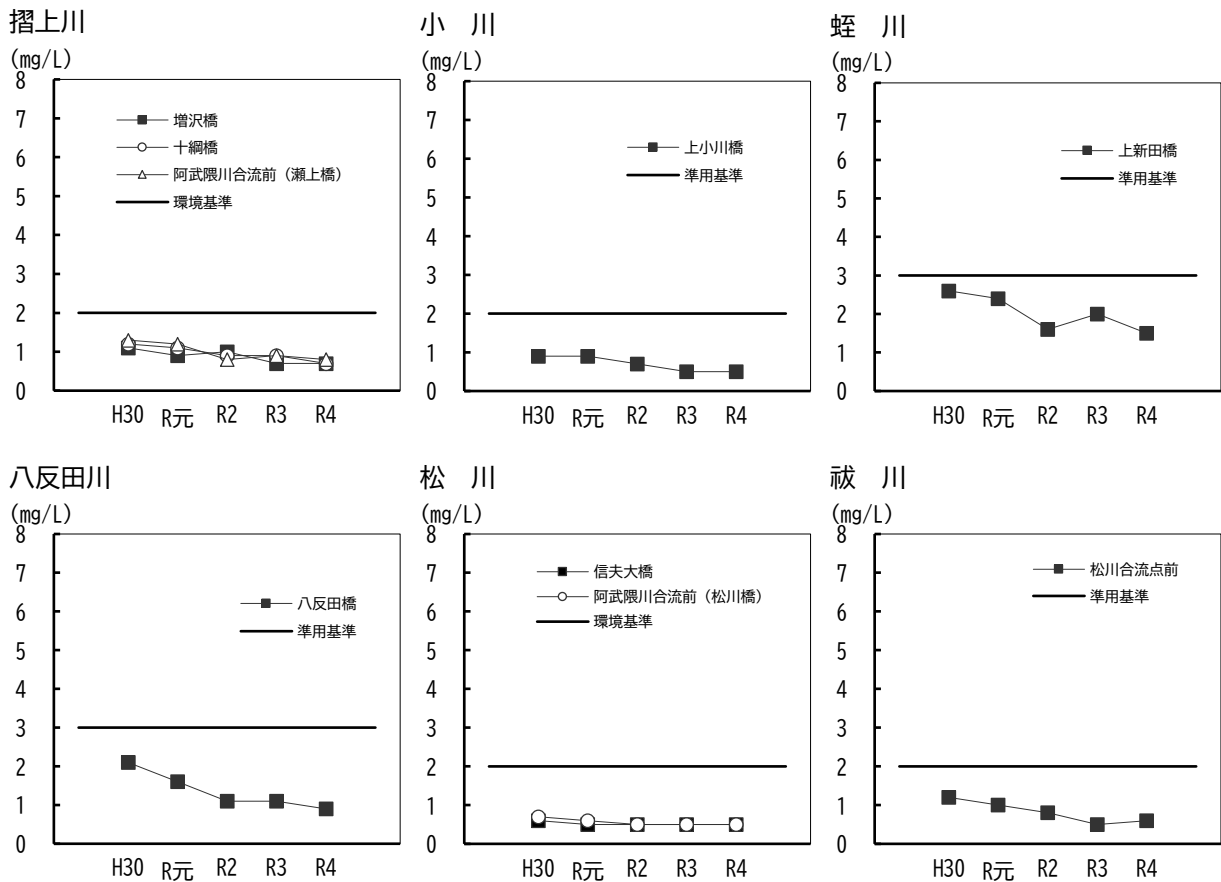 摺上川
(mg/L)
8
7
6
5
4
3
2
1
0
増沢橋
十綱橋
阿武隈川合流前（瀬上橋）
環境基準
H30 R元 R2 R3 R4
小　川
(mg/L)
8
7
6
5
4
3
2
1
0
上小川橋
準用基準
H30 R元 R2 R3 R4
蛭　川
(mg/L)
8
7
6
5
4
3
2
1
0
上新田橋
準用基準
H30 R元 R2 R3 R4
八反田川
(mg/L)
8
7
6
5
4
3
2
1
0
八反田橋
準用基準
H30 R元 R2 R3 R4
松　川
(mg/L)
8
7
6
5
4
3
2
1
0
信夫大橋
阿武隈川合流前（松川橋）
環境基準
H30 R元 R2 R3 R4
祓　川
(mg/L)
8
7
6
5
4
3
2
1
0
松川合流点前
準用基準
H30 R元 R2 R3 R4